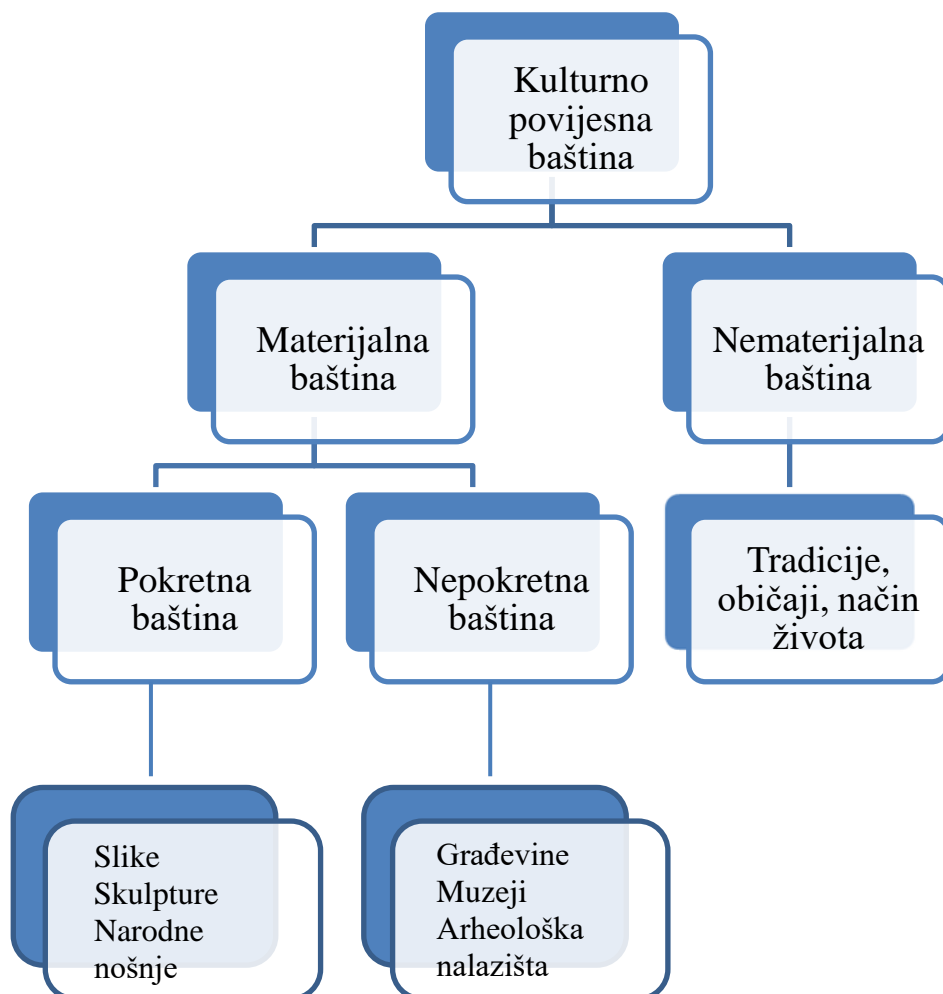 Kulturno
povijesna
baština
Materijalna
baština
Nematerijalna
baština
Pokretna
baština
Nepokretna
baština
Tradicije,
običaji, način
života
Slike
Skulpture
Narodne
nošnje
Građevine
Muzeji
Arheološka
nalazišta